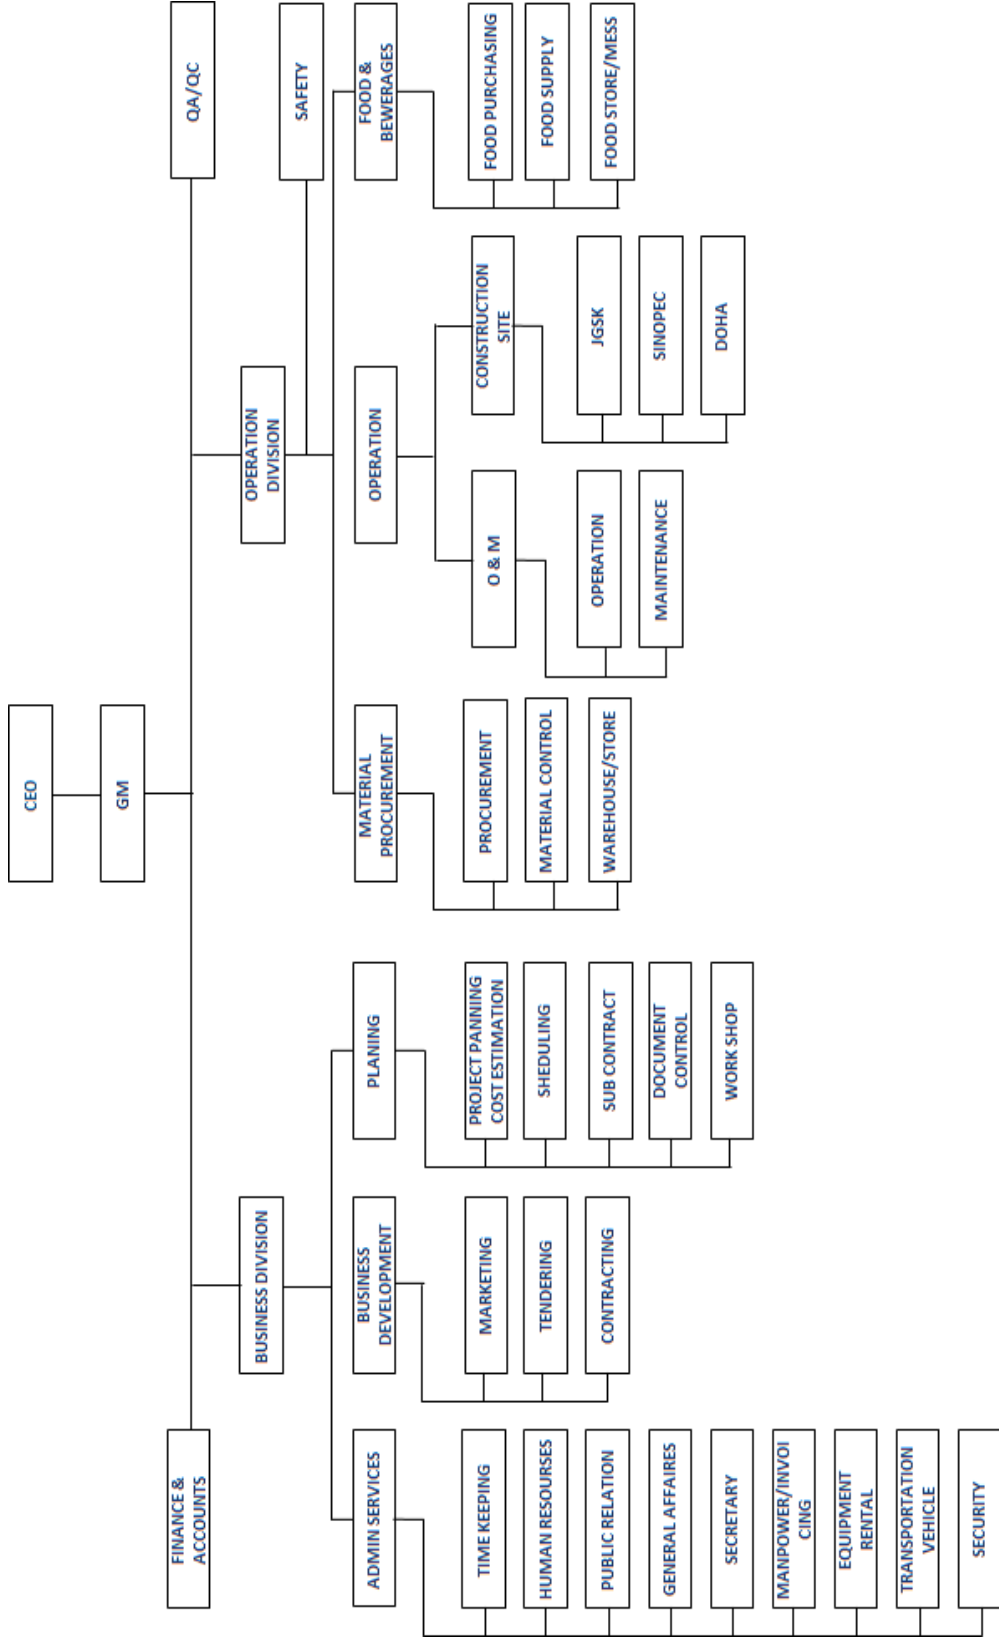 CEO
GM
FINANCE &
ACCOUNTS
QA/QC
BUSINESS DIVISION
OPERATION
DIVISION
SAFETY
ADMIN SERVICES
BUSINESS
DEVELOPMENT
PLANING
MATERIAL
PROCUREMENT
OPERATION
FOOD &
BEWERAGES
TIME KEEPING
HUMAN RESOURSES
PUBLIC RELATION
GENERAL AFFAIRES
SECRETARY
MANPOWER/INVOI
CING
EQUIPMENT
RENTAL
TRANSPORTATION
VEHICLE
SECURITY
MARKETING
TENDERING
CONTRACTING
PROJECT PANNING
COST ESTIMATION
SHEDULING
SUB CONTRACT
DOCUMENT
CONTROL
WORK SHOP
PROCUREMENT
MATERIAL CONTROL
WAREHOUSE/STORE
O & M
OPERATION
MAINTENANCE
CONSTRUCTION
SITE
JGSK
SINOPEC
DOHA
FOOD PURCHASING
FOOD SUPPLY
FOOD STORE/MESS